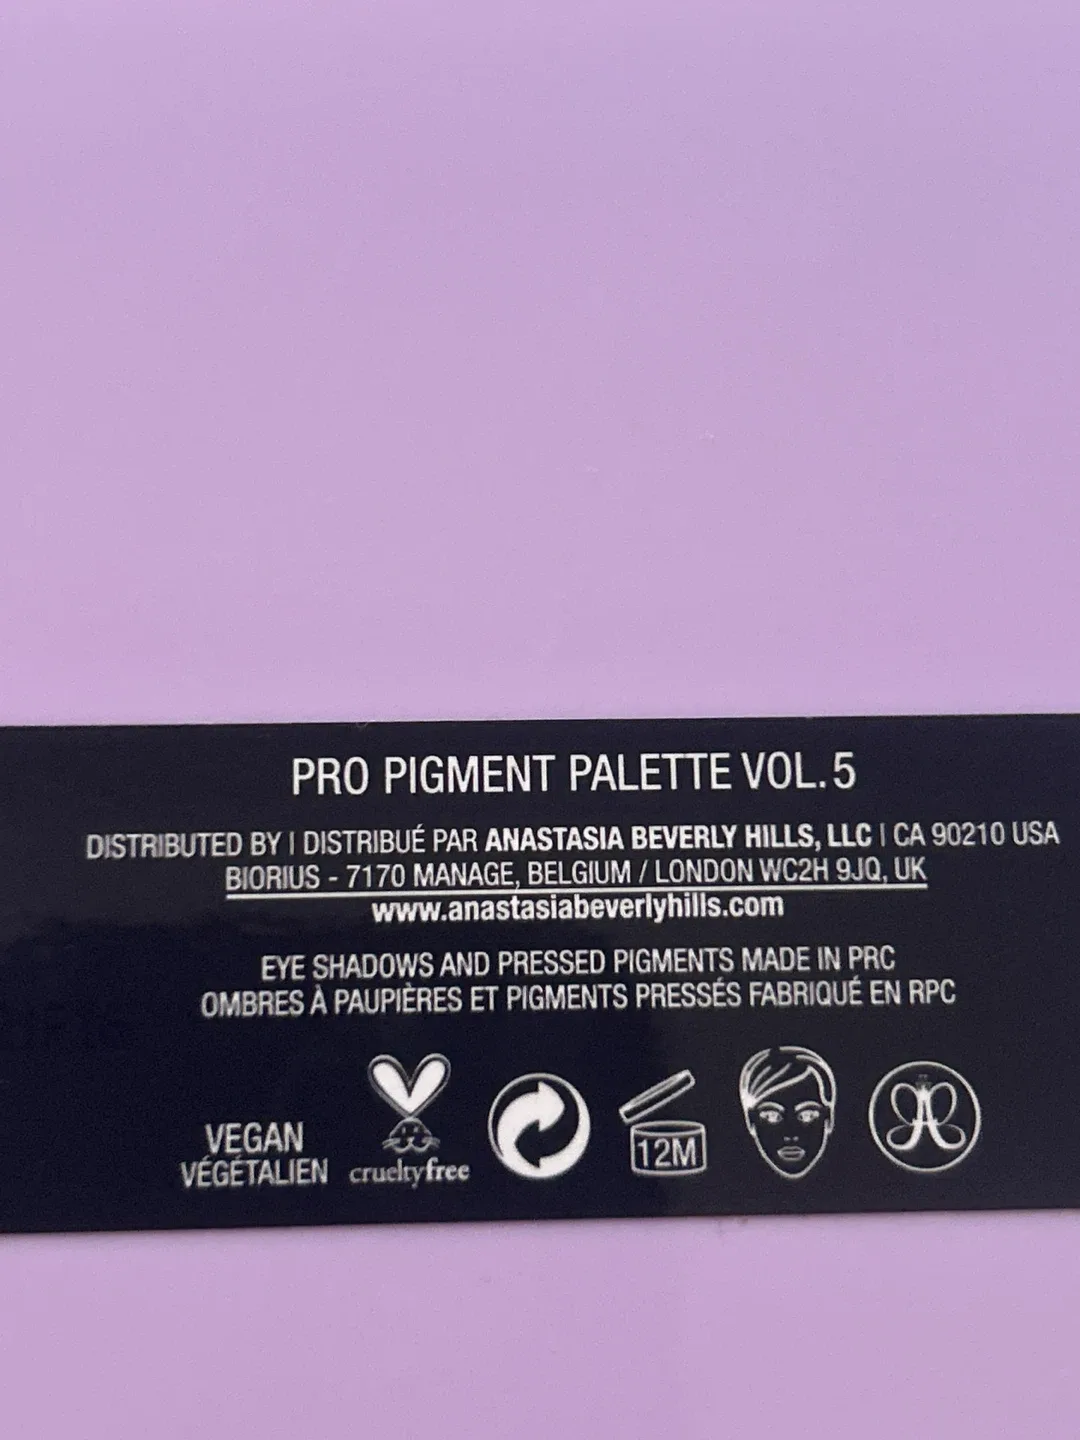 PRO PIGMENT PALETTE VOL. 5
DISTRIBUTED BY | DISTRIBUÉ PAR ANASTASIA BEVERLY HILLS, LLC | CA 90210 USA
BIORIUS - 7170 MANAGE, BELGIUM / LONDON WC2H 9JQ, UK
www.anastasiabeverlyhills.com
EYE SHADOWS AND PRESSED PIGMENTS MADE IN PRC
OMBRES À PAUPIÈRES ET PIGMENTS PRESSÉS FABRIQUÉ EN RPC
VEGAN
VÉGÉTALIEN
crueltyfree
12M
A